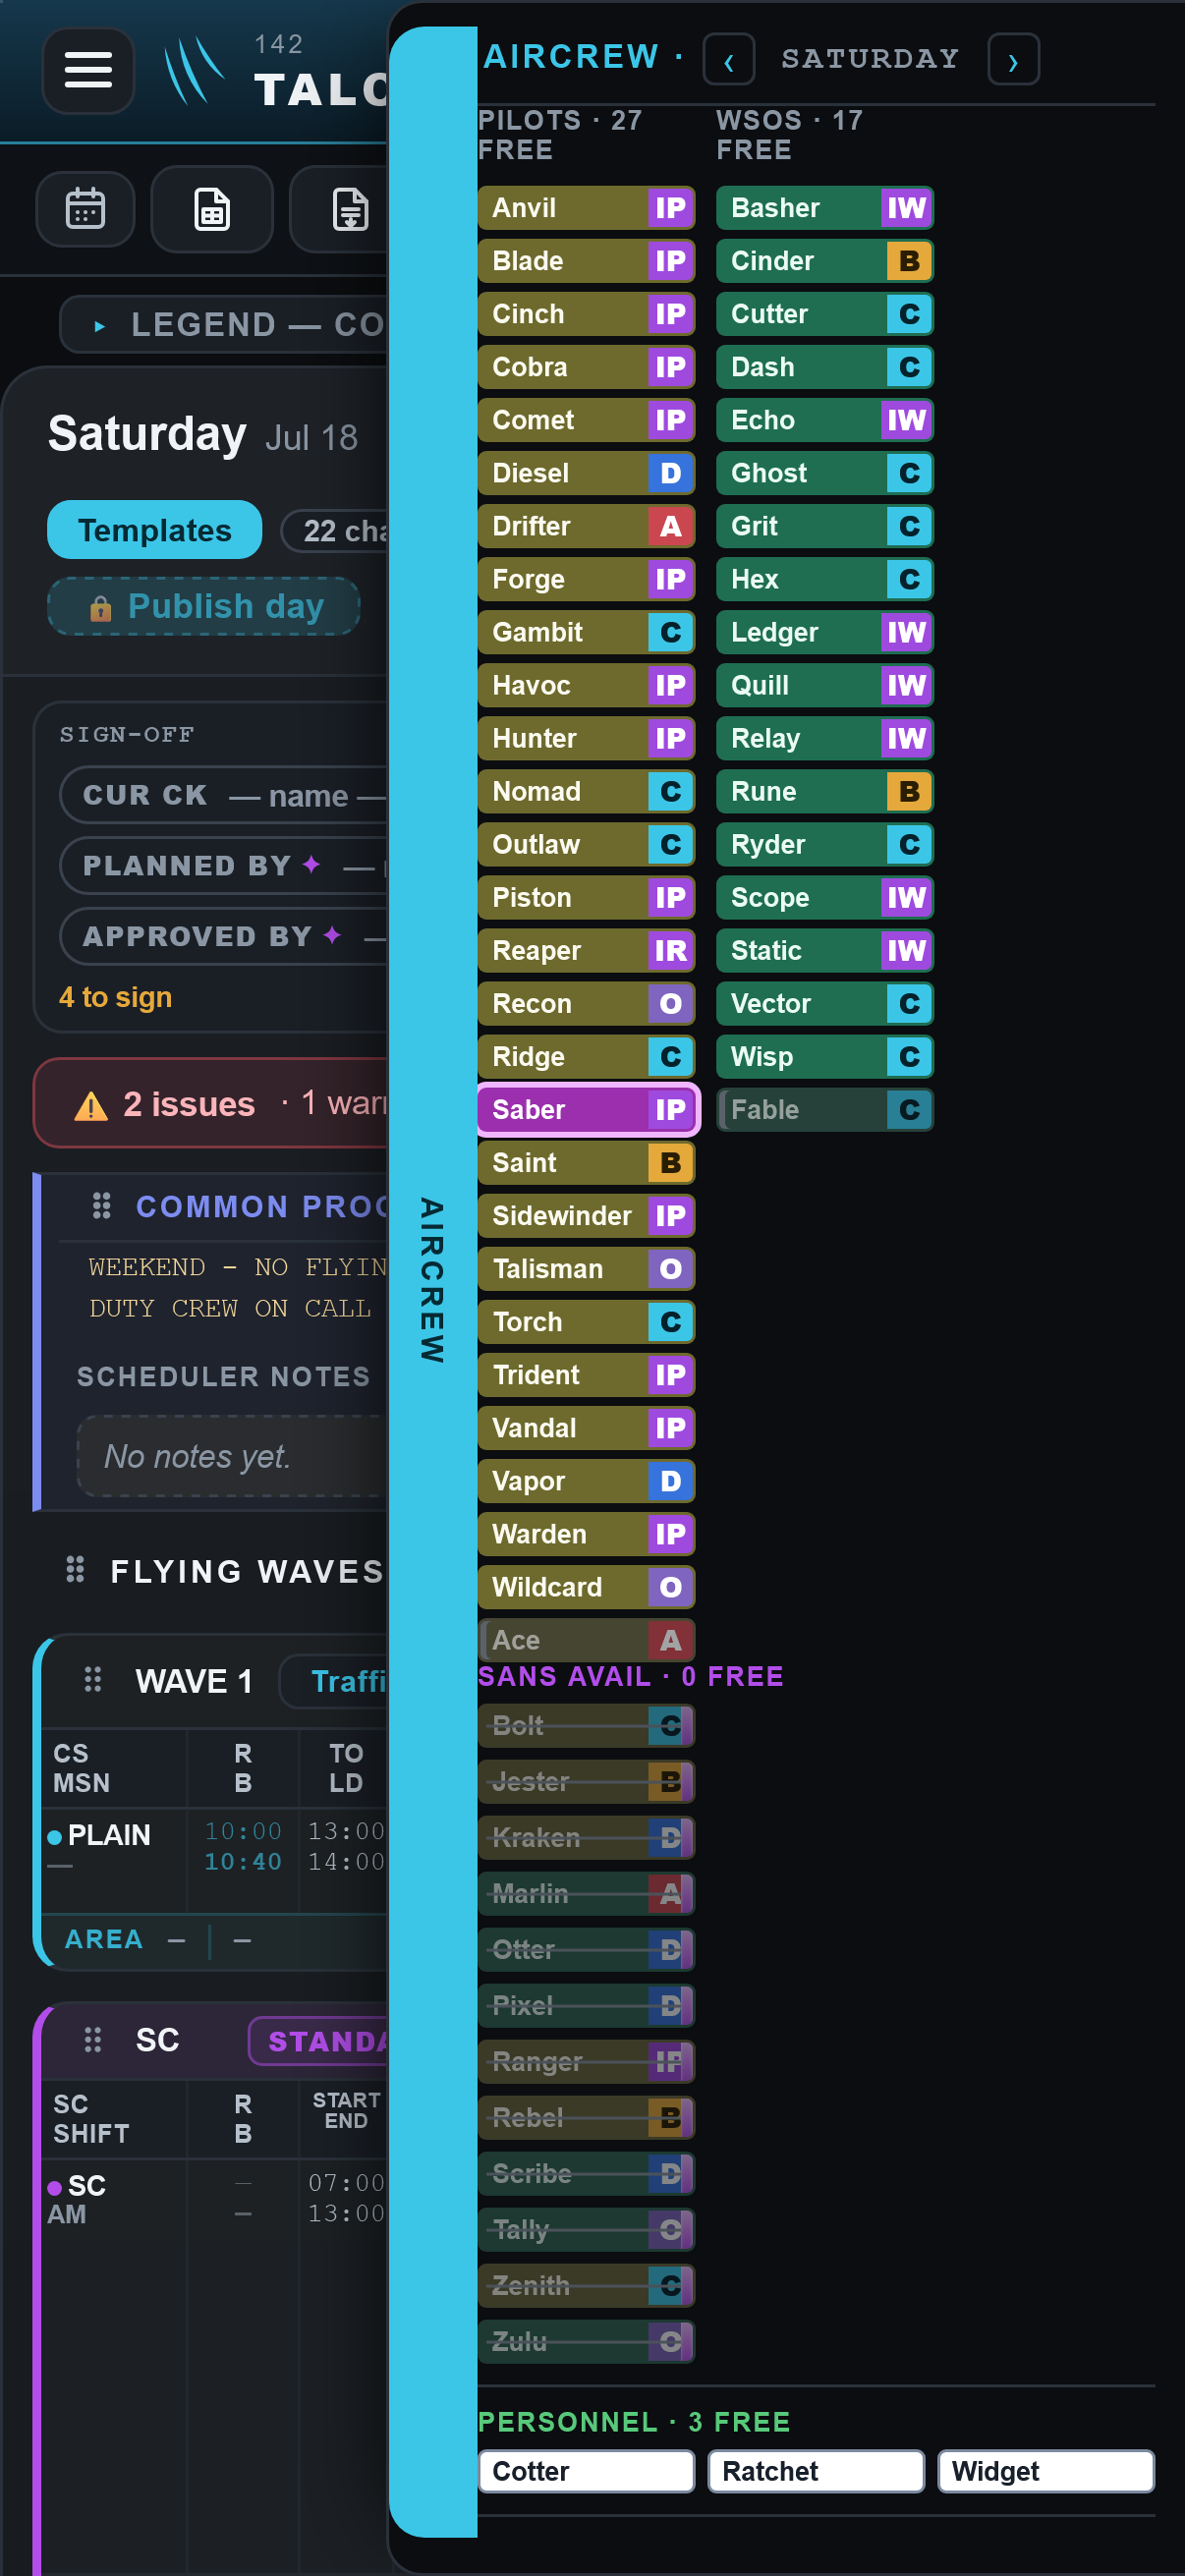 142
TALO
LEGEND — CO
Saturday Jul 18
Templates
22 cha
Publish day
SIGN-OFF
CUR CK — name —
PLANNED BY ✦ —
APPROVED BY ✦ —
4 to sign
2 issues · 1 warn
COMMON PROC
WEEKEND – NO FLYIN
DUTY CREW ON CALL
SCHEDULER NOTES
No notes yet.
FLYING WAVES
WAVE 1 Traffi
CS MSN
R B
TO LD
PLAIN
—
10:00
10:40
13:00
14:00
AREA – –
SC STANDA
SC SHIFT
R B
START END
SC
AM
—
–
07:00
13:00
AIRCREW
AIRCREW · ‹ SATURDAY ›
PILOTS · 27 FREE
Anvil IP
Blade IP
Cinch IP
Cobra IP
Comet IP
Diesel D
Drifter A
Forge IP
Gambit C
Havoc IP
Hunter IP
Nomad C
Outlaw C
Piston IP
Reaper IR
Recon O
Ridge C
Saber IP
Saint B
Sidewinder IP
Talisman O
Torch C
Trident IP
Vandal IP
Vapor D
Warden IP
Wildcard O
Ace A
WSOS · 17 FREE
Basher IW
Cinder B
Cutter C
Dash C
Echo IW
Ghost C
Grit C
Hex C
Ledger IW
Quill IW
Relay IW
Rune B
Ryder C
Scope IW
Static IW
Vector C
Wisp C
Fable C
SANS AVAIL · 0 FREE
Bolt C
Jester B
Kraken D
Marlin A
Otter D
Pixel D
Ranger IP
Rebel B
Scribe D
Tally O
Zenith C
Zulu O
PERSONNEL · 3 FREE
Cotter
Ratchet
Widget